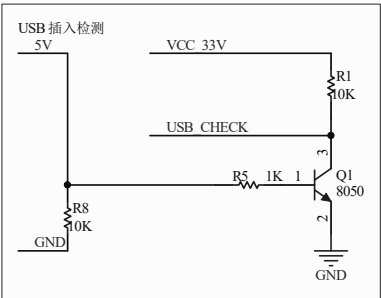 USB 插入检测
5V
VCC_33V
R1
10K
USB_CHECK
3
R5 1K 1
Q1
8050
R8
10K
2
GND
GND